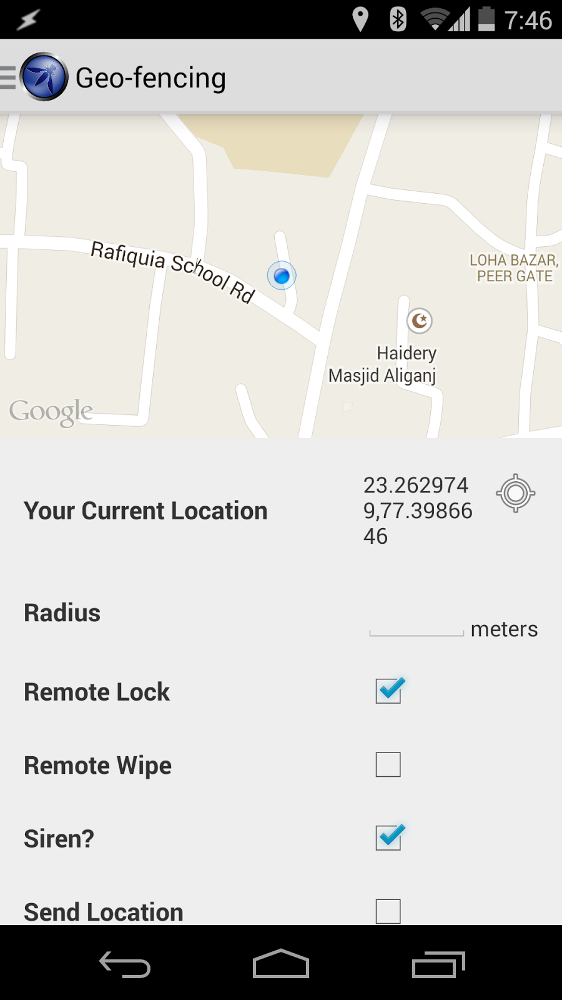 7:46
Geo-fencing
Rafiquia School Rd
LOHA BAZAR,
PEER GATE
Haidery
Masjid Aliganj
Google
Your Current Location
23.262974
9,77.39866
46
Radius
meters
Remote Lock
Remote Wipe
Siren?
Send Location